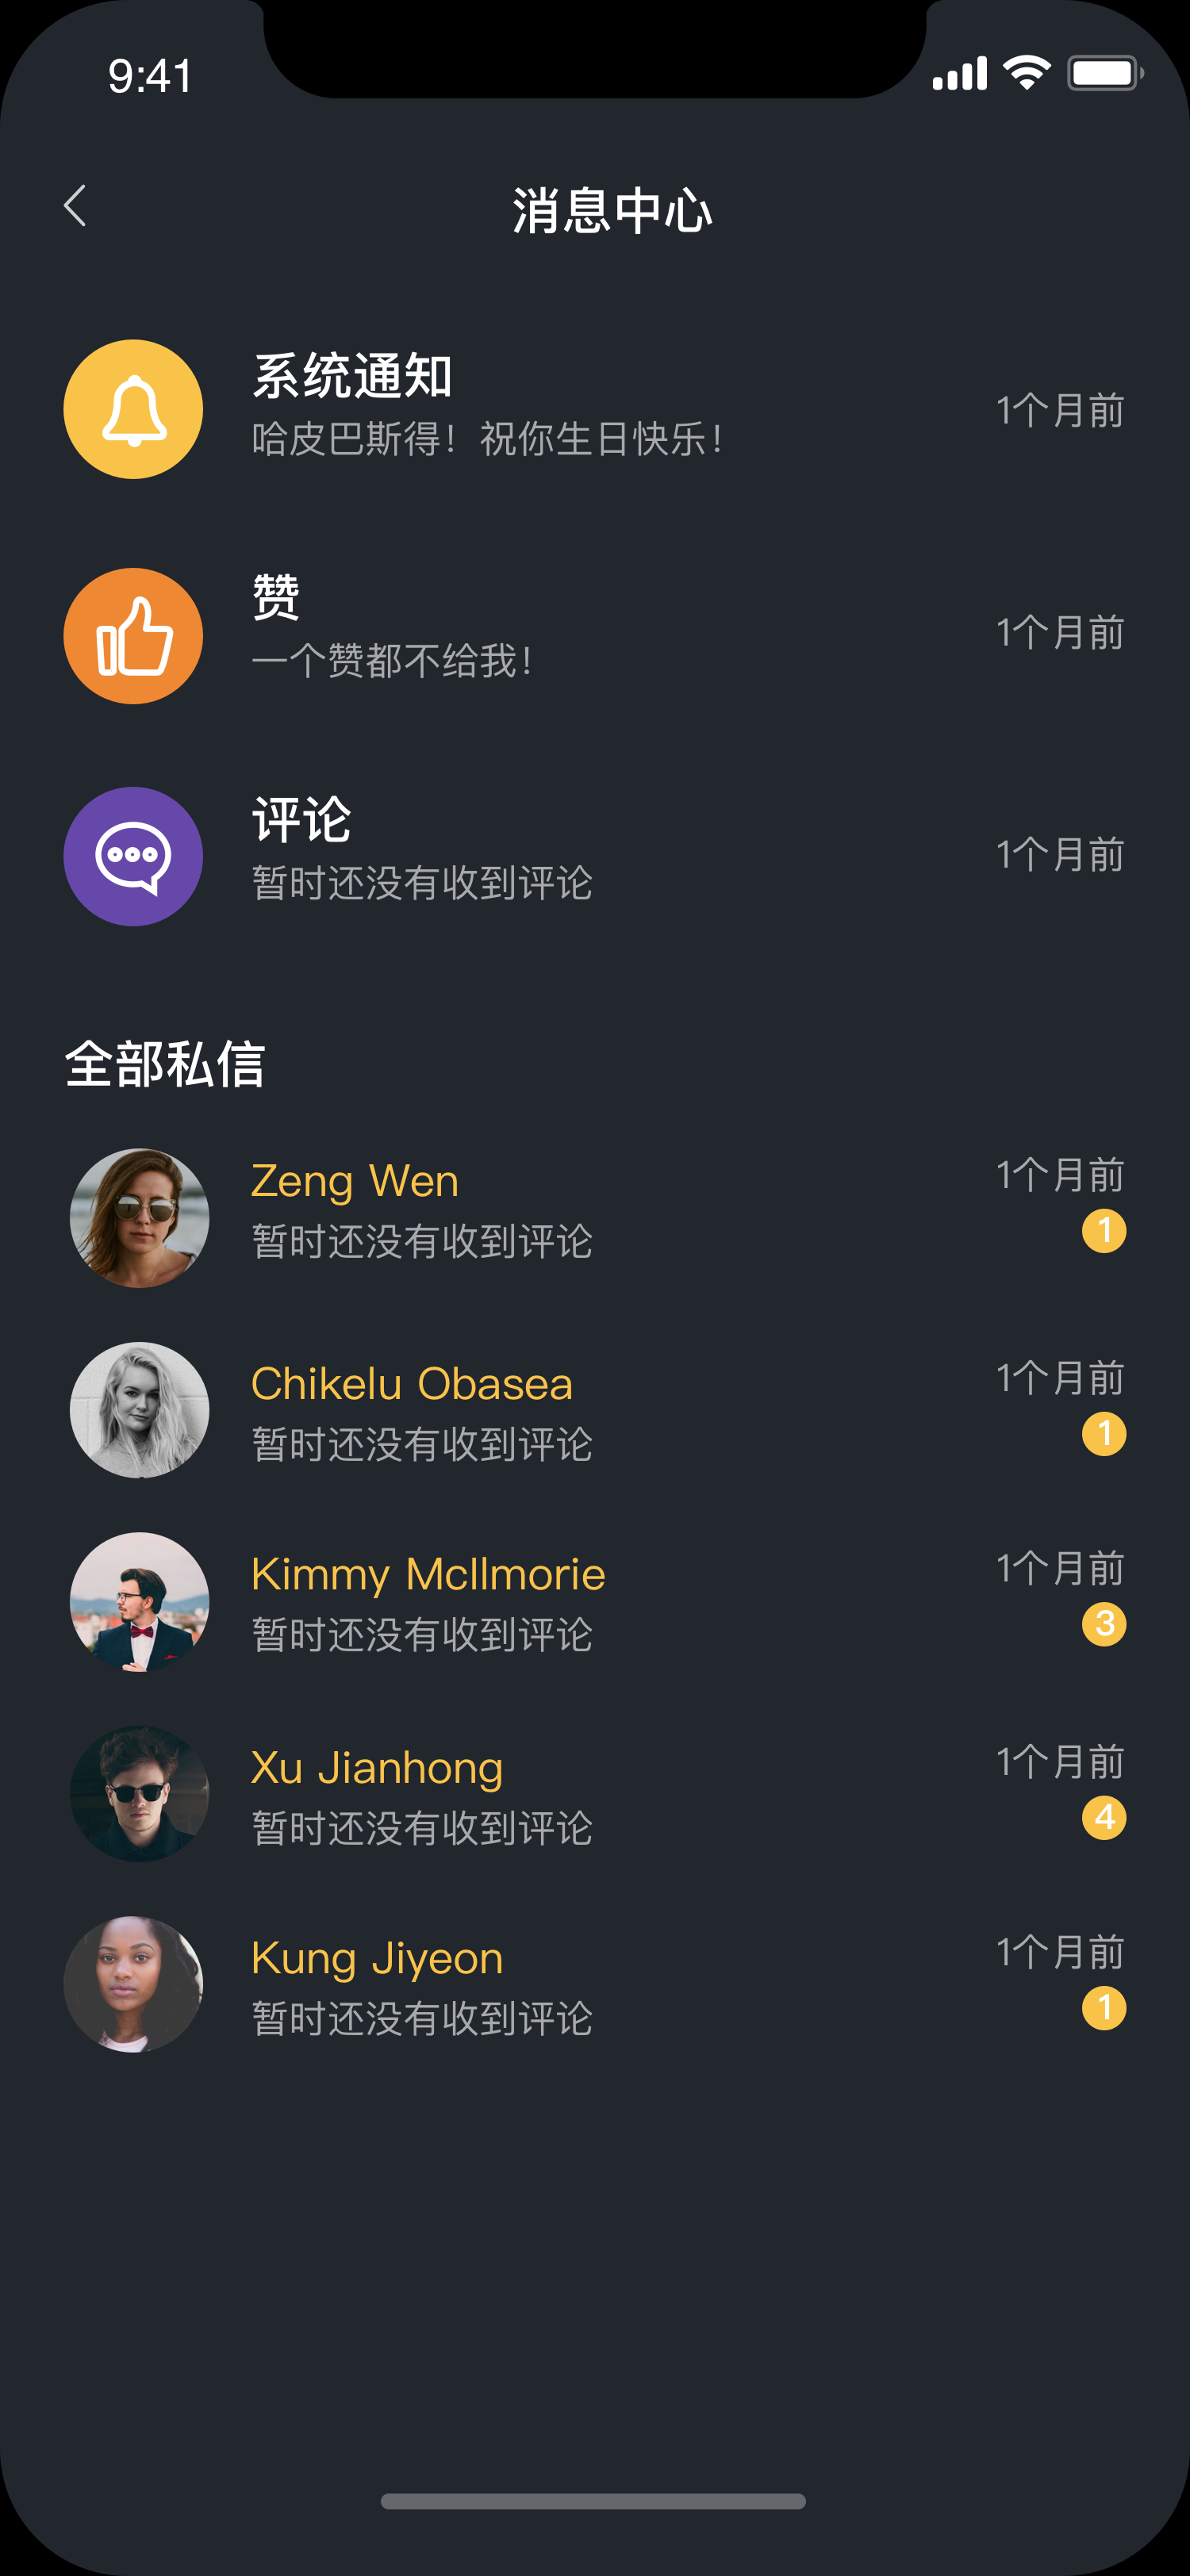 9:41
消息中心
系统通知
哈皮巴斯得！祝你生日快乐！
1个月前
赞
一个赞都不给我！
1个月前
评论
暂时还没有收到评论
1个月前
全部私信
Zeng Wen
1个月前
暂时还没有收到评论
1
Chikelu Obasea
1个月前
暂时还没有收到评论
1
Kimmy McIlmorie
1个月前
暂时还没有收到评论
3
Xu Jianhong
1个月前
暂时还没有收到评论
4
Kung Jiyeon
1个月前
暂时还没有收到评论
1